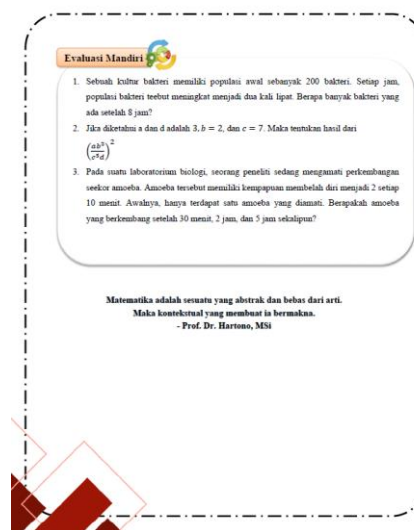 Evaluasi Mandiri
1. Sebuah kultur bakteri memiliki populasi awal sebanyak 200 bakteri. Setiap jam,
populasi bakteri teebut meningkat menjadi dua kali lipat. Berapa banyak bakteri yang
ada setelah 8 jam?
2. Jika diketahui a dan d adalah 3, b = 2, dan c = 7. Maka tentukan hasil dari
3. Pada suatu laboratorium biologi, seorang peneliti sedang mengamati perkembangan
seekor amoeba. Amoeba tersebut memiliki kempapuan membelah diri menjadi 2 setiap
10 menit. Awalnya, hanya terdapat satu amoeba yang diamati. Berapakah amoeba
yang berkembang setelah 30 menit, 2 jam, dan 5 jam sekalipun?
Matematika adalah sesuatu yang abstrak dan bebas dari arti.
Maka kontekstual yang membuat ia bermakna.
- Prof. Dr. Hartono, MSi